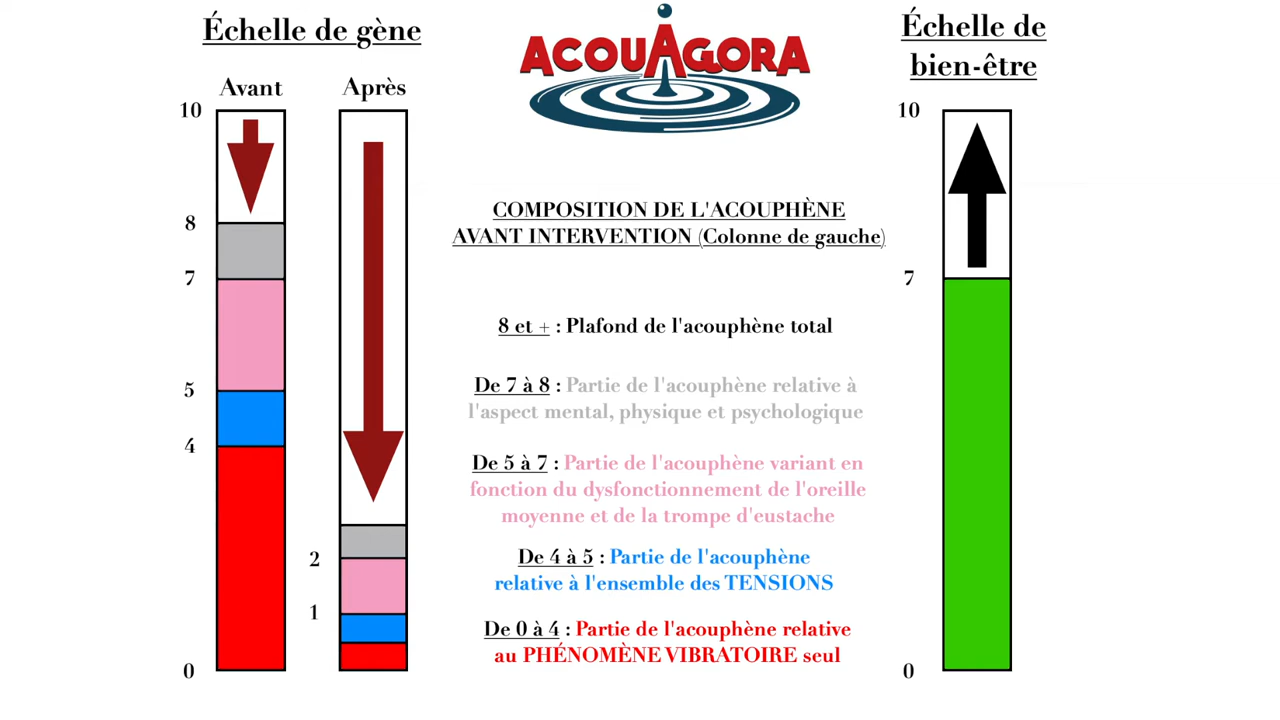 Échelle de gène
Avant
Après
10
8
7
5
4
0
2
1
ACOUAGORA
COMPOSITION DE L'ACOUPHÈNE
AVANT INTERVENTION (Colonne de gauche)
8 et + : Plafond de l'acouphène total
De 7 à 8 : Partie de l'acouphène relative à
l'aspect mental, physique et psychologique
De 5 à 7 : Partie de l'acouphène variant en
fonction du dysfonctionnement de l'oreille
moyenne et de la trompe d'eustache
De 4 à 5 : Partie de l'acouphène
relative à l'ensemble des TENSIONS
De 0 à 4 : Partie de l'acouphène relative
au PHÉNOMÈNE VIBRATOIRE seul
Échelle de
bien-être
10
7
0